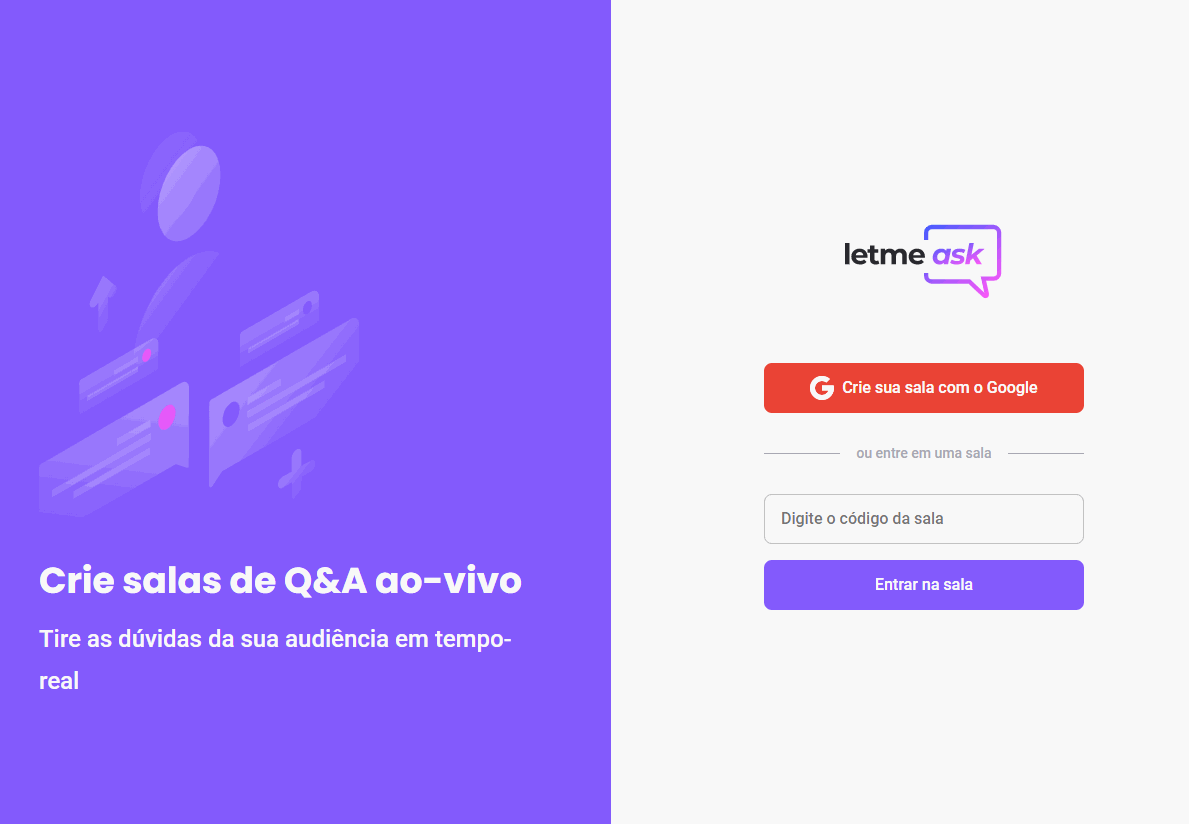 Crie salas de Q&A ao-vivo
Tire as dúvidas da sua audiência em tempo-
real
letme ask
Crie sua sala com o Google
ou entre em uma sala
Digite o código da sala
Entrar na sala